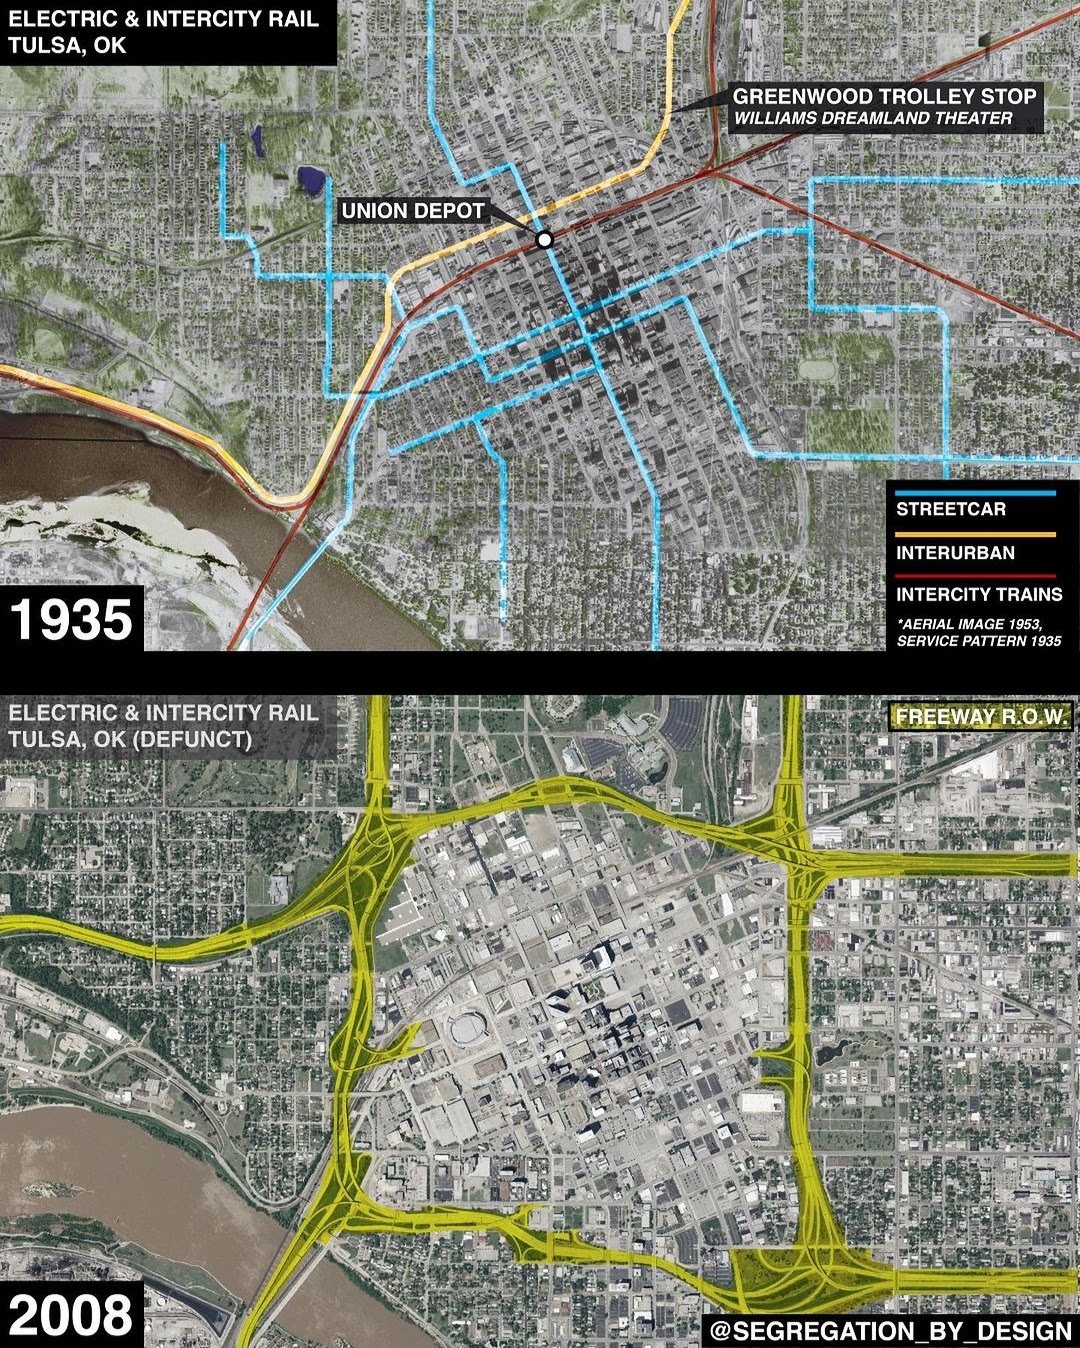 ELECTRIC & INTERCITY RAIL
TULSA, OK
GREENWOOD TROLLEY STOP
WILLIAMS DREAMLAND THEATER
UNION DEPOT
STREETCAR
INTERURBAN
INTERCITY TRAINS
*AERIAL IMAGE 1953,
SERVICE PATTERN 1935
1935
ELECTRIC & INTERCITY RAIL
TULSA, OK (DEFUNCT)
FREEWAY R.O.W.
2008
@SEGREGATION_BY_DESIGN